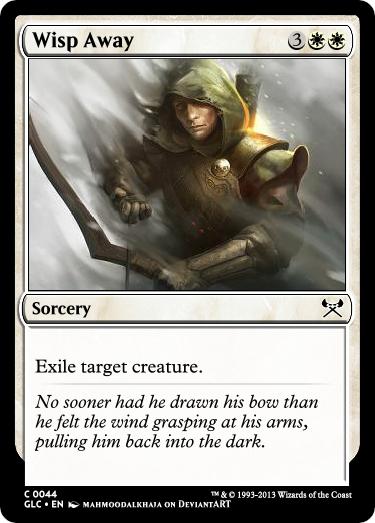 Wisp Away 3
Sorcery
Exile target creature.
No sooner had he drawn his bow than
he felt the wind grasping at his arms,
pulling him back into the dark.
C 0044
™ & © 1993-2013 Wizards of the Coast
GLC • EN MAHMOODALKHAJA ON DEVIANTART